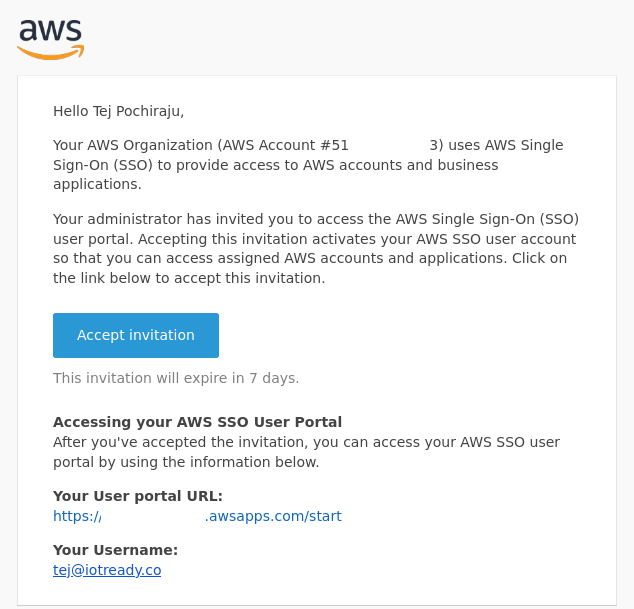 aws
Hello Tej Pochiraju,
Your AWS Organization (AWS Account #51 3) uses AWS Single
Sign-On (SSO) to provide access to AWS accounts and business
applications.
Your administrator has invited you to access the AWS Single Sign-On (SSO)
user portal. Accepting this invitation activates your AWS SSO user account
so that you can access assigned AWS accounts and applications. Click on
the link below to accept this invitation.
Accept invitation
This invitation will expire in 7 days.
Accessing your AWS SSO User Portal
After you've accepted the invitation, you can access your AWS SSO user
portal by using the information below.
Your User portal URL:
https:// .awsapps.com/start
Your Username:
tej@iotready.co